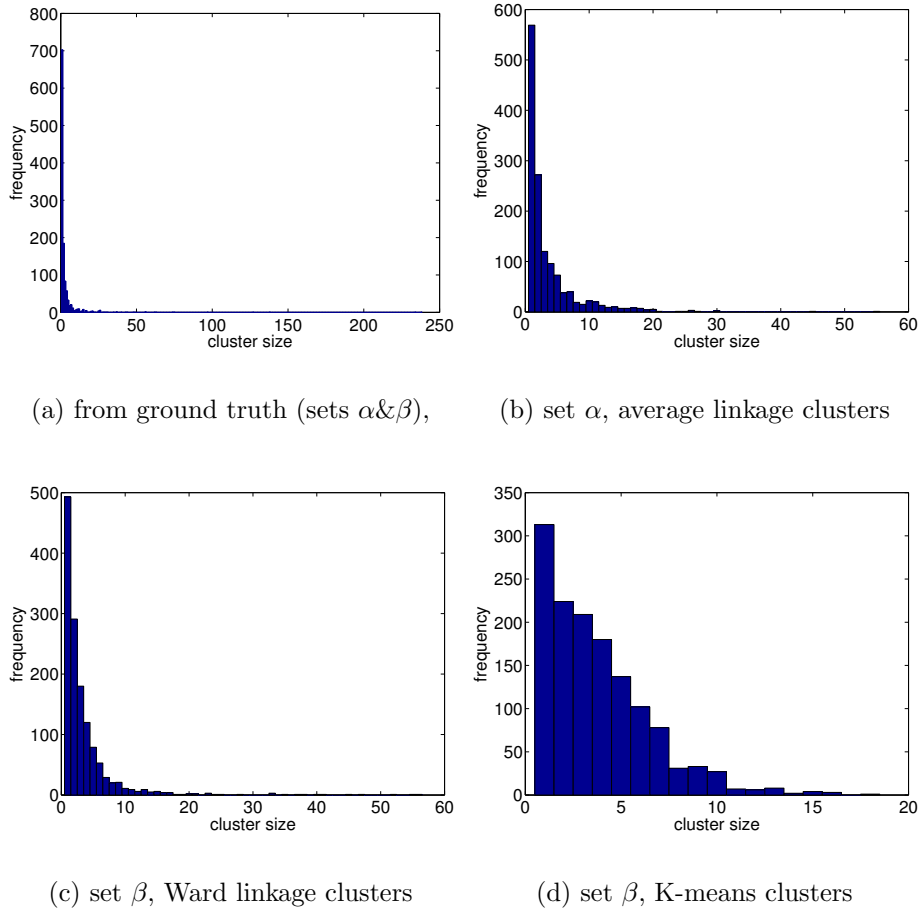 800
700
600
500
400
300
200
100
0
frequency
0 50 100 150 200 250
cluster size
(a) from ground truth (sets α&β),
600
500
400
300
200
100
0
frequency
0 10 20 30 40 50 60
cluster size
(b) set α, average linkage clusters
500
400
300
200
100
0
frequency
0 10 20 30 40 50 60
cluster size
(c) set β, Ward linkage clusters
350
300
250
200
150
100
50
0
frequency
0 5 10 15 20
cluster size
(d) set β, K-means clusters